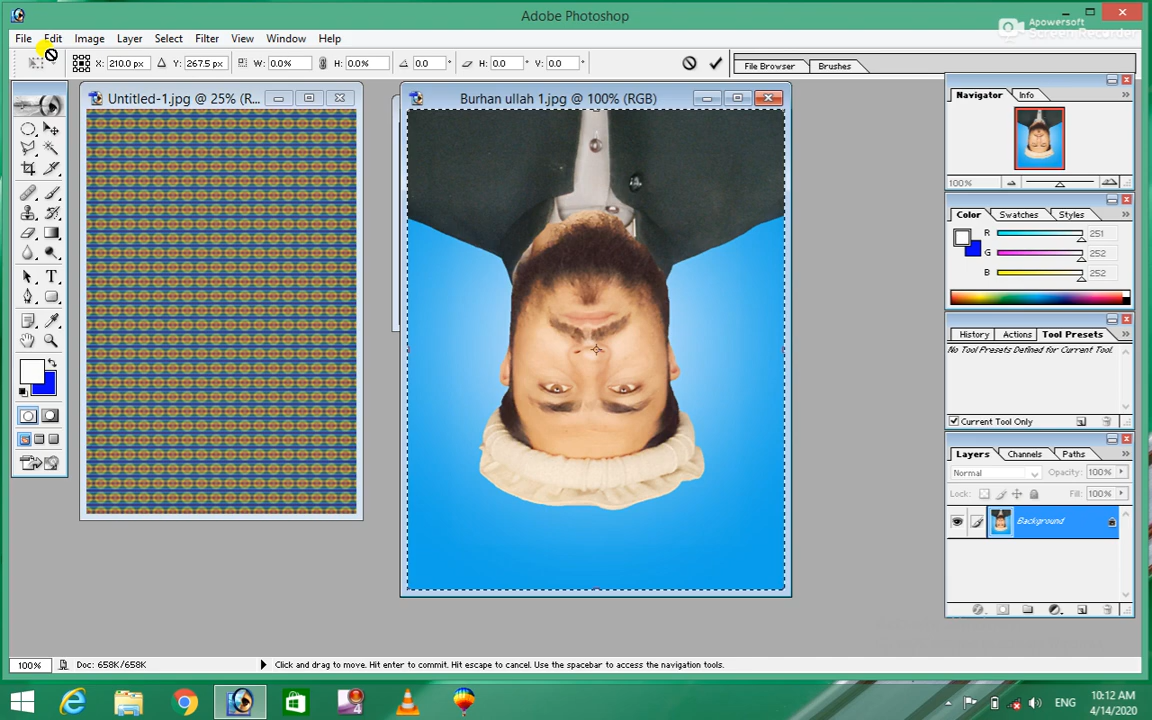 Adobe Photoshop
Apowersoft
Screen Recorder
File Edit Image Layer Select Filter View Window Help
X: 210.0 px Y: 267.5 px W: 0.0% H: 0.0% 0.0 ° H: 0.0 ° V: 0.0 °
File Browser Brushes
Untitled-1.jpg @ 25% (R...
Burhan ullah 1.jpg @ 100% (RGB)
Navigator Info
100%
Color Swatches Styles
R 251
G 252
B 252
History Actions Tool Presets
No Tool Presets Defined for Current Tool.
Current Tool Only
Layers Channels Paths
Normal Opacity: 100%
Lock: Fill: 100%
Background
100% Doc: 658K/658K Click and drag to move. Hit enter to commit. Hit escape to cancel. Use the spacebar to access the navigation tools.
ENG
10:12 AM
4/14/2020